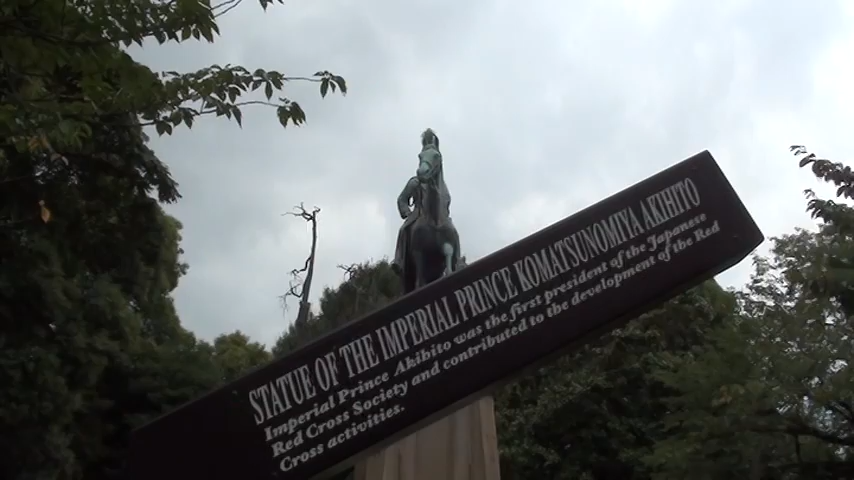 STATUE OF THE IMPERIAL PRINCE KOMATSUNOMIYA AKIHITO
Imperial Prince Akihito was the first president of the Japanese
Red Cross Society and contributed to the development of the Red
Cross activities.